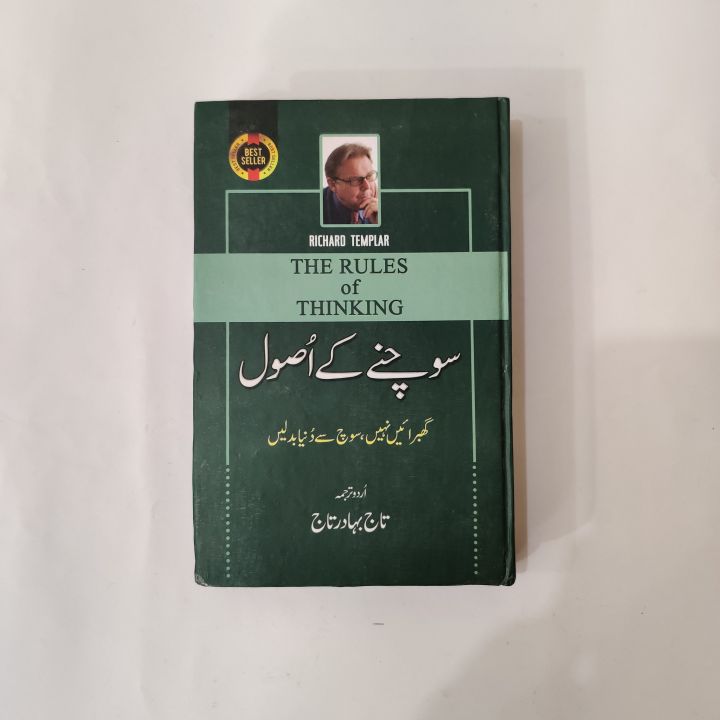 BEST
SELLER
RICHARD TEMPLAR
THE RULES
of
THINKING
سوچنے کے اُصول
گھبرائیں نہیں، سوچ سے دُنیا بدلیں
اُردو ترجمہ
تاج بہادر تاج